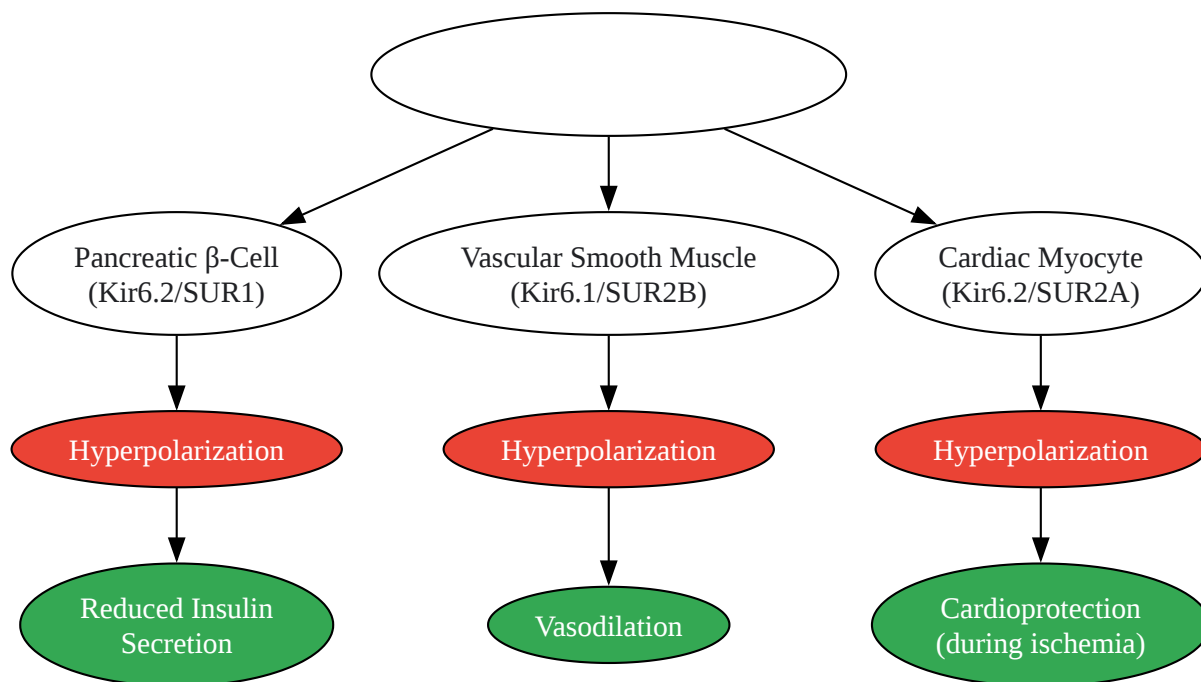 Pancreatic β-Cell
(Kir6.2/SUR1)
Vascular Smooth Muscle
(Kir6.1/SUR2B)
Cardiac Myocyte
(Kir6.2/SUR2A)
Hyperpolarization
Hyperpolarization
Hyperpolarization
Reduced Insulin
Secretion
Vasodilation
Cardioprotection
(during ischemia)